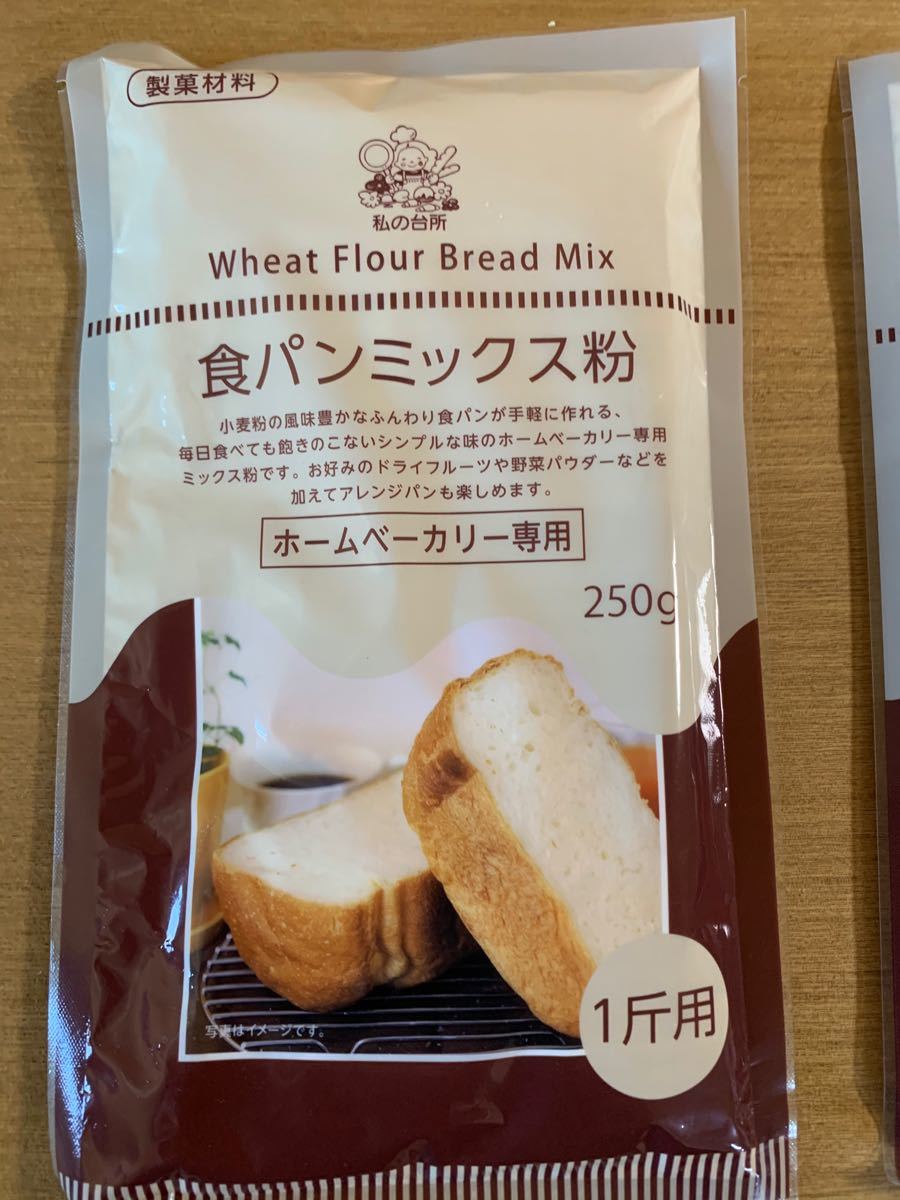 製菓材料
私の台所
Wheat Flour Bread Mix
食パンミックス粉
小麦粉の風味豊かなふんわり食パンが手軽に作れる、
毎日食べても飽きのこないシンプルな味のホームベーカリー専用
ミックス粉です。お好みのドライフルーツや野菜パウダーなどを
加えてアレンジパンも楽しめます。
ホームベーカリー専用
250g
写真はイメージです。
1斤用